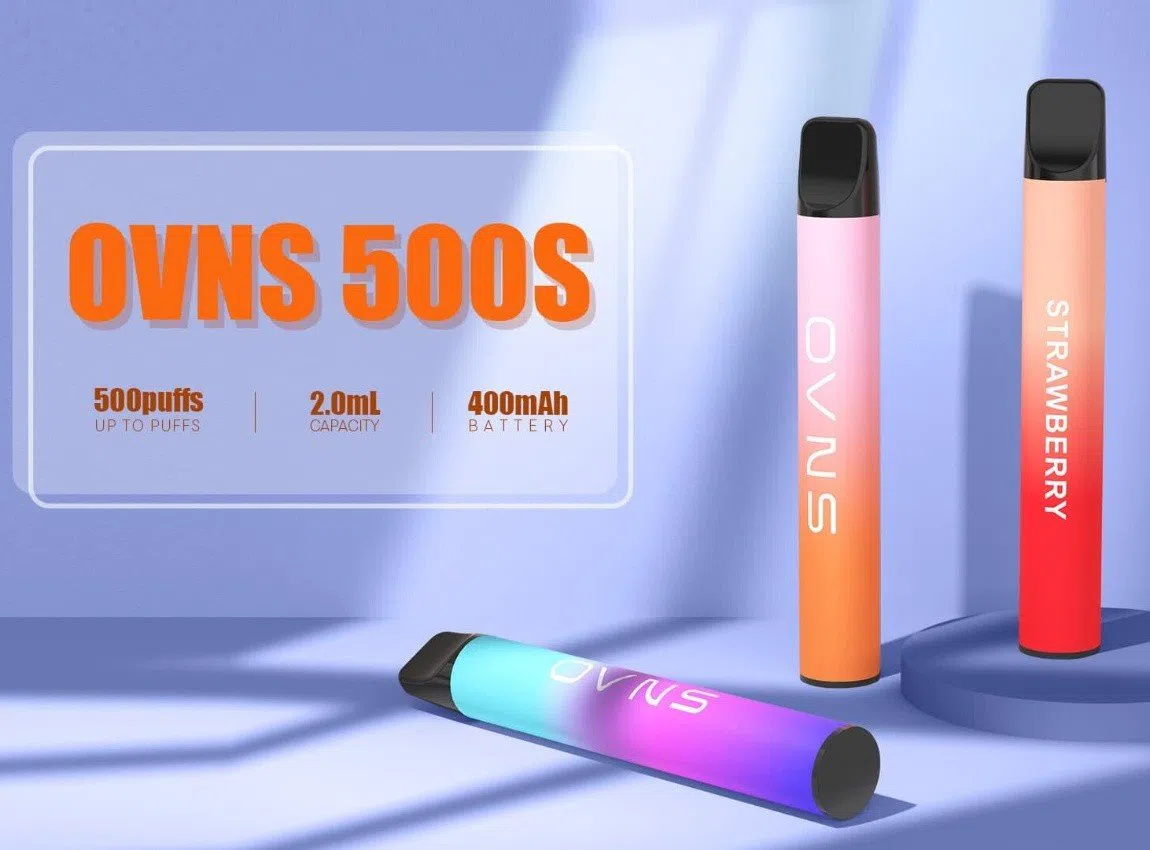 OVNS 500S
500puffs
UP TO PUFFS
2.0mL
CAPACITY
400mAh
BATTERY
OVNS
STRAWBERRY
OVNS